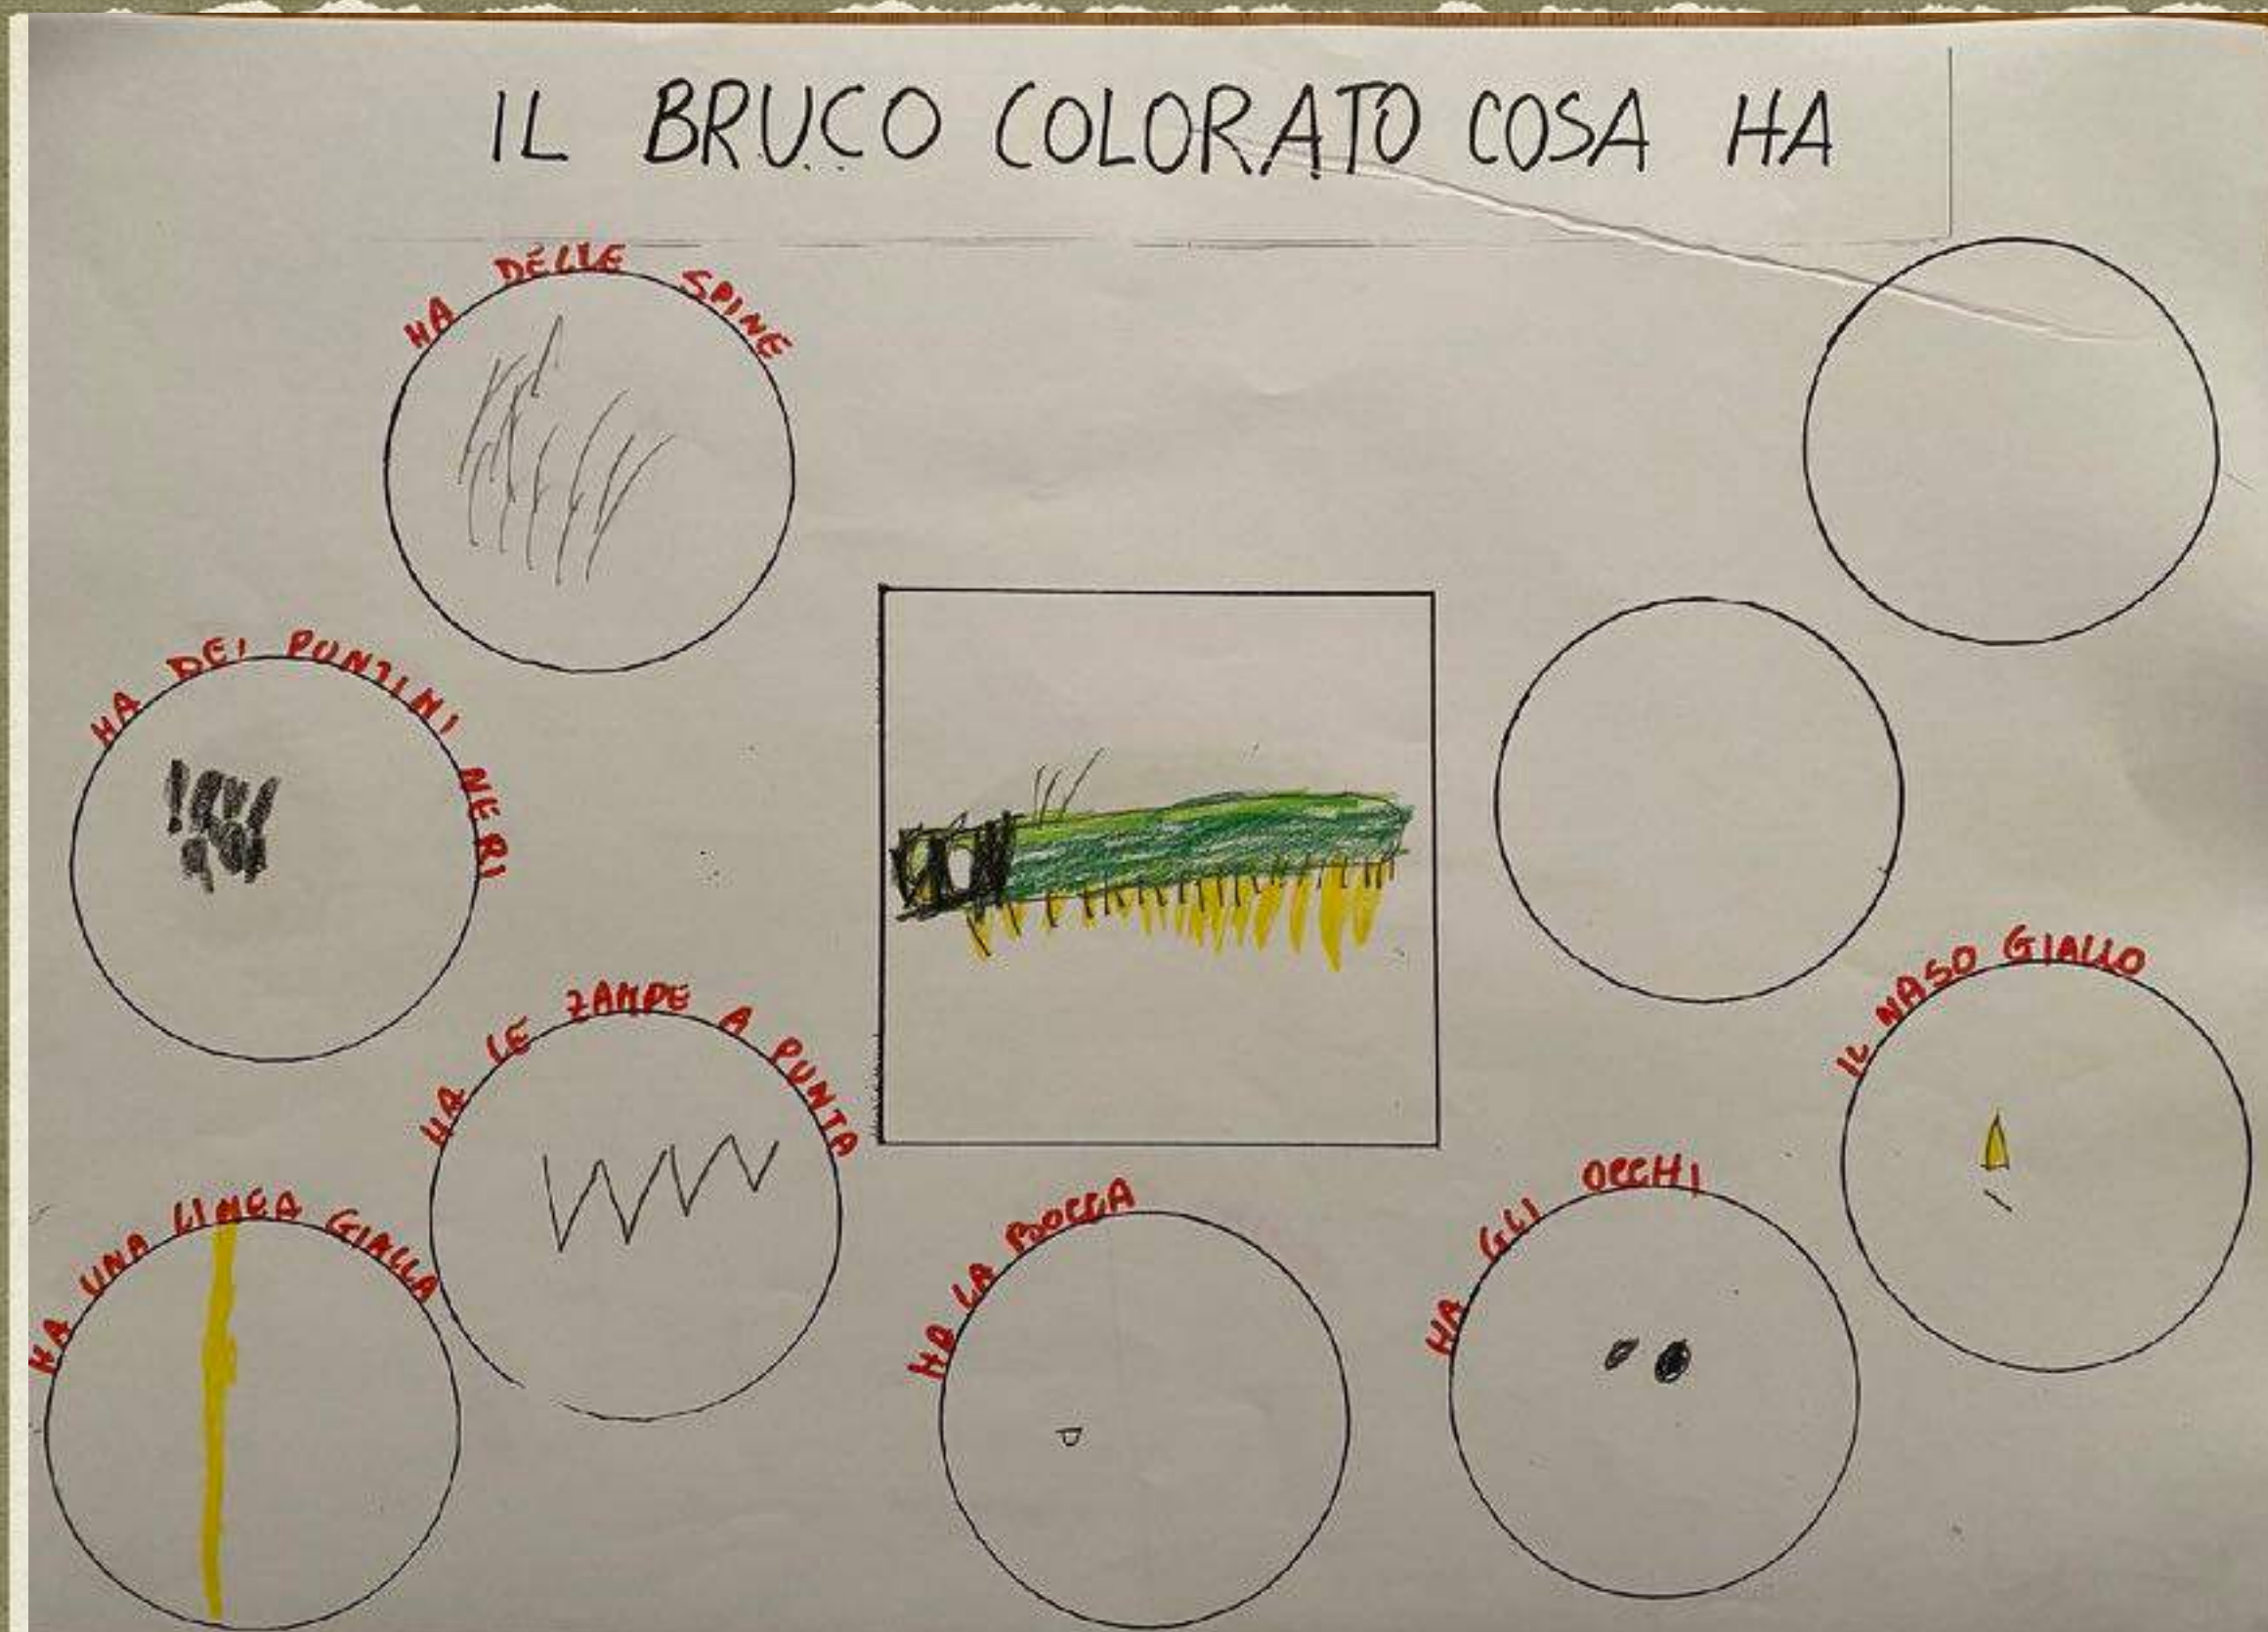 IL BRUCO COLORATO COSA HA
HA DELLE SPINE
HA DEI PUNTINI NERI
HA LE ZAMPE A PUNTA
HA UNA LINEA GIALLA
HA LA BOCCA
HA GLI OCCHI
IL NASO GIALLO